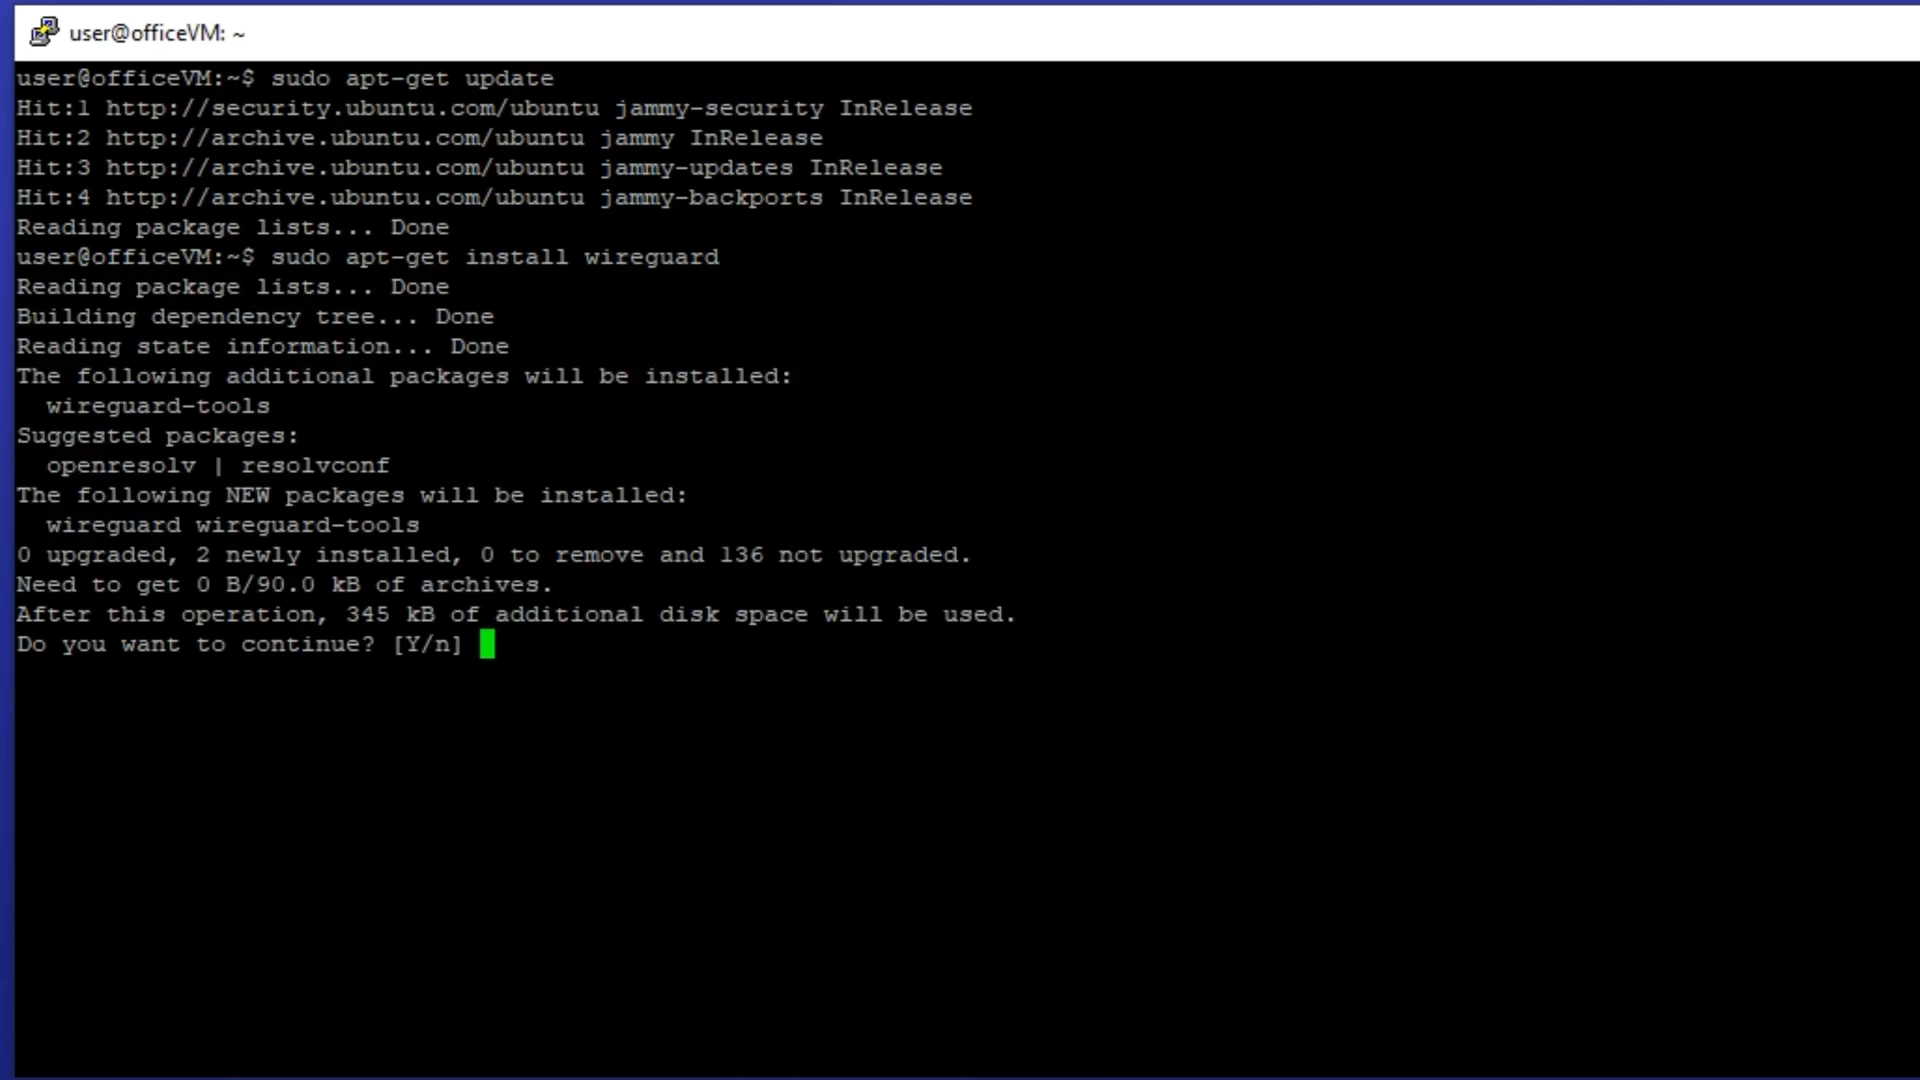 user@officeVM: ~
user@officeVM:~$ sudo apt-get update
Hit:1 http://security.ubuntu.com/ubuntu jammy-security InRelease
Hit:2 http://archive.ubuntu.com/ubuntu jammy InRelease
Hit:3 http://archive.ubuntu.com/ubuntu jammy-updates InRelease
Hit:4 http://archive.ubuntu.com/ubuntu jammy-backports InRelease
Reading package lists... Done
user@officeVM:~$ sudo apt-get install wireguard
Reading package lists... Done
Building dependency tree... Done
Reading state information... Done
The following additional packages will be installed:
  wireguard-tools
Suggested packages:
  openresolv | resolvconf
The following NEW packages will be installed:
  wireguard wireguard-tools
0 upgraded, 2 newly installed, 0 to remove and 136 not upgraded.
Need to get 0 B/90.0 kB of archives.
After this operation, 345 kB of additional disk space will be used.
Do you want to continue? [Y/n]